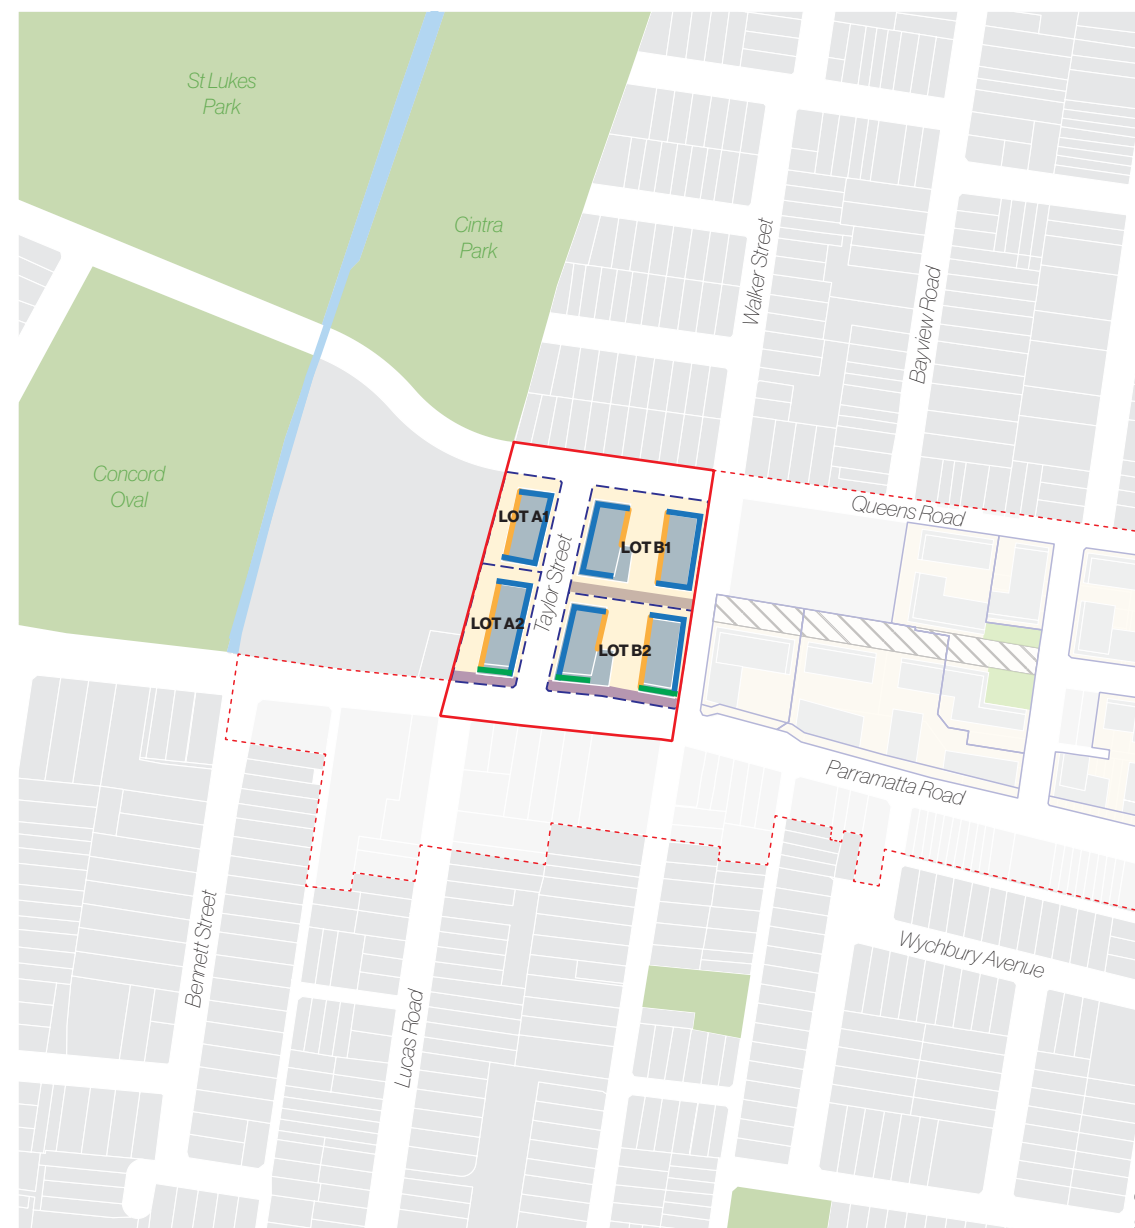 St Lukes
Park
Cintra
Park
Walker Street
Bayview Road
Concord
Oval
Queens Road
LOT A1
LOT B1
Taylor Street
LOT A2
LOT B2
Parramatta Road
Bennett Street
Wychbury Avenue
Lucas Road